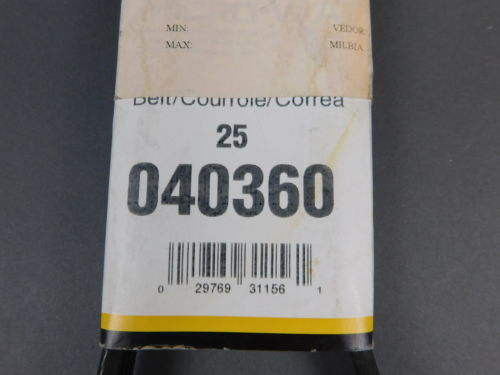 MIN: VEDOR:
MAX: MILBIA
Belt/Courroie/Correa
25
040360
0 29769 31156 1